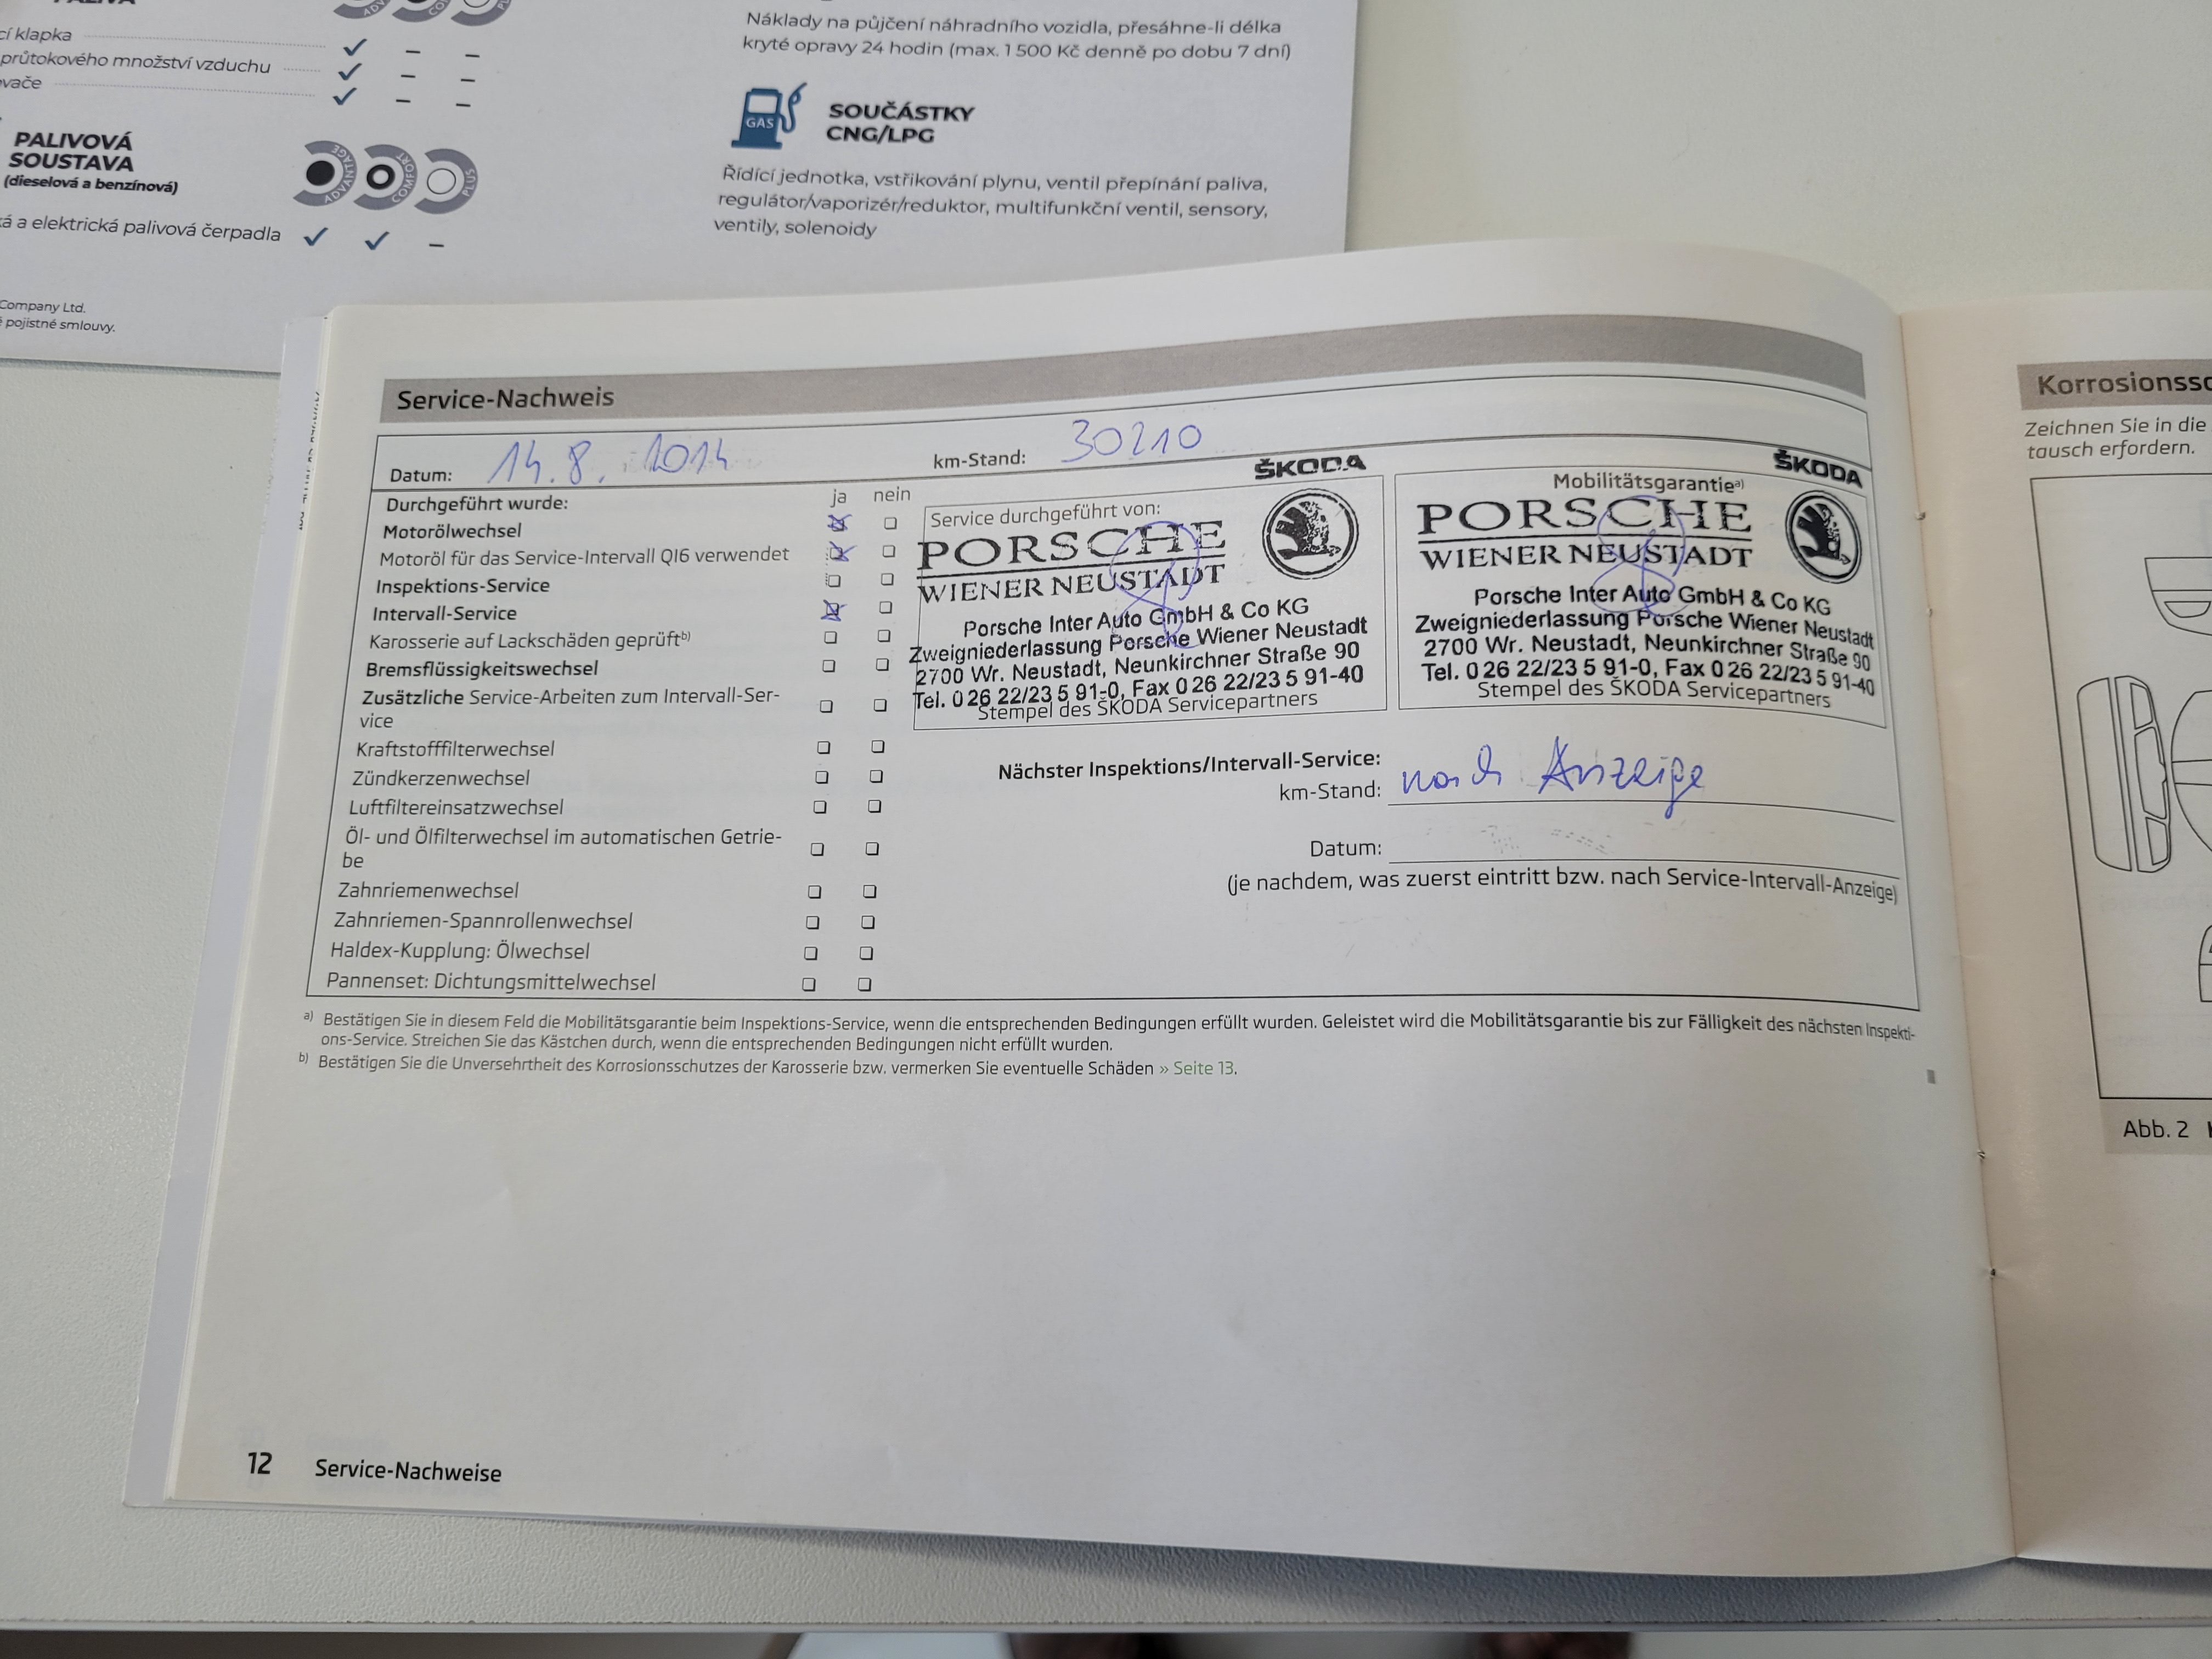 cí klapka
průtokového množství vzduchu
vače
PALIVOVÁ
SOUSTAVA
(dieselová a benzínová)
ADVANTAGE COMFORT PLUS
á a elektrická palivová čerpadla
Company Ltd.
pojistné smlouvy.
Náklady na půjčení náhradního vozidla, přesáhne-li délka
kryté opravy 24 hodin (max. 1 500 Kč denně po dobu 7 dní)
GAS
SOUČÁSTKY
CNG/LPG
Řídící jednotka, vstřikování plynu, ventil přepínání paliva,
regulátor/vaporizér/reduktor, multifunkční ventil, sensory,
ventily, solenoidy
Service-Nachweis
Datum: 14.8. 2014 km-Stand: 30210
Durchgeführt wurde: ja nein
Motorölwechsel
Motoröl für das Service-Intervall QI6 verwendet
Inspektions-Service
Intervall-Service
Karosserie auf Lackschäden geprüft b)
Bremsflüssigkeitswechsel
Zusätzliche Service-Arbeiten zum Intervall-Ser-
vice
Kraftstofffilterwechsel
Zündkerzenwechsel
Luftfiltereinsatzwechsel
Öl- und Ölfilterwechsel im automatischen Getrie-
be
Zahnriemenwechsel
Zahnriemen-Spannrollenwechsel
Haldex-Kupplung: Ölwechsel
Pannenset: Dichtungsmittelwechsel
ŠKODA
Service durchgeführt von:
PORSCHE
WIENER NEUSTADT
Porsche Inter Auto GmbH & Co KG
Zweigniederlassung Porsche Wiener Neustadt
2700 Wr. Neustadt, Neunkirchner Straße 90
Tel. 0 26 22/23 5 91-0, Fax 0 26 22/23 5 91-40
Stempel des ŠKODA Servicepartners
ŠKODA
Mobilitätsgarantie a)
PORSCHE
WIENER NEUSTADT
Porsche Inter Auto GmbH & Co KG
Zweigniederlassung Porsche Wiener Neustadt
2700 Wr. Neustadt, Neunkirchner Straße 90
Tel. 0 26 22/23 5 91-0, Fax 0 26 22/23 5 91-40
Stempel des ŠKODA Servicepartners
Nächster Inspektions/Intervall-Service:
km-Stand: nach Anzeige
Datum:
(je nachdem, was zuerst eintritt bzw. nach Service-Intervall-Anzeige)
a) Bestätigen Sie in diesem Feld die Mobilitätsgarantie beim Inspektions-Service, wenn die entsprechenden Bedingungen erfüllt wurden. Geleistet wird die Mobilitätsgarantie bis zur Fälligkeit des nächsten Inspekti-
ons-Service. Streichen Sie das Kästchen durch, wenn die entsprechenden Bedingungen nicht erfüllt wurden.
b) Bestätigen Sie die Unversehrtheit des Korrosionsschutzes der Karosserie bzw. vermerken Sie eventuelle Schäden » Seite 13.
12 Service-Nachweise
Korrosionssc
Zeichnen Sie in die
tausch erfordern.
Abb. 2